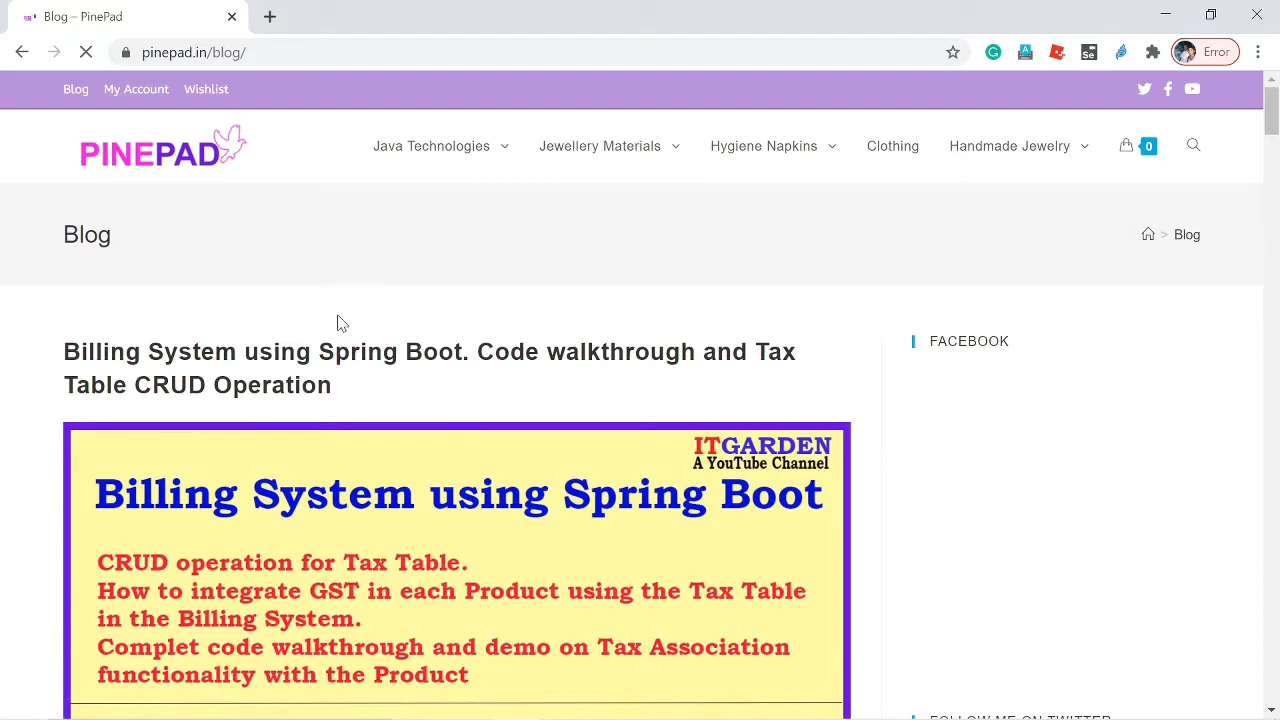 Blog – PinePad
pinepad.in/blog/
Error
Blog My Account Wishlist
PINEPAD
Java Technologies Jewellery Materials Hygiene Napkins Clothing Handmade Jewelry 0
Blog
> Blog
Billing System using Spring Boot. Code walkthrough and Tax
Table CRUD Operation
FACEBOOK
ITGARDEN
A YouTube Channel
Billing System using Spring Boot
CRUD operation for Tax Table.
How to integrate GST in each Product using the Tax Table
in the Billing System.
Complet code walkthrough and demo on Tax Association
functionality with the Product
FOLLOW ME ON TWITTER